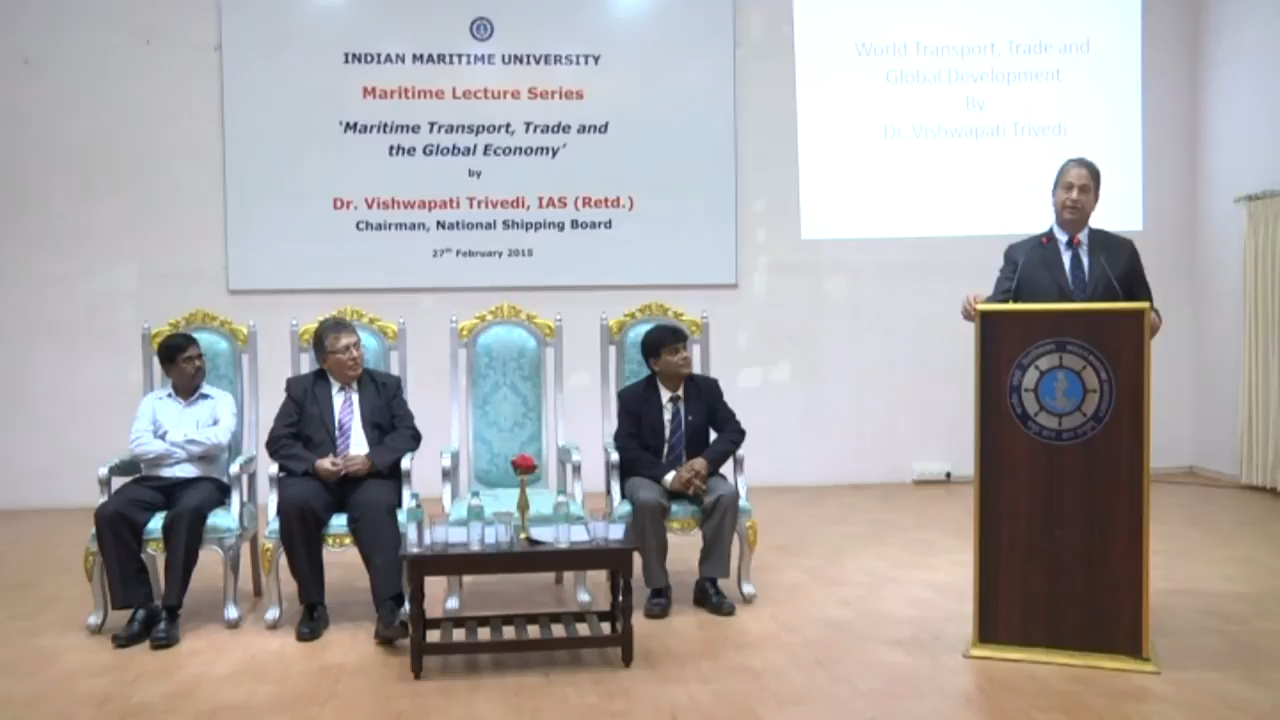 INDIAN MARITIME UNIVERSITY
Maritime Lecture Series
‘Maritime Transport, Trade and
the Global Economy’
by
Dr. Vishwapati Trivedi, IAS (Retd.)
Chairman, National Shipping Board
27th February 2015
World Transport, Trade and
Global Development
By
Dr. Vishwapati Trivedi